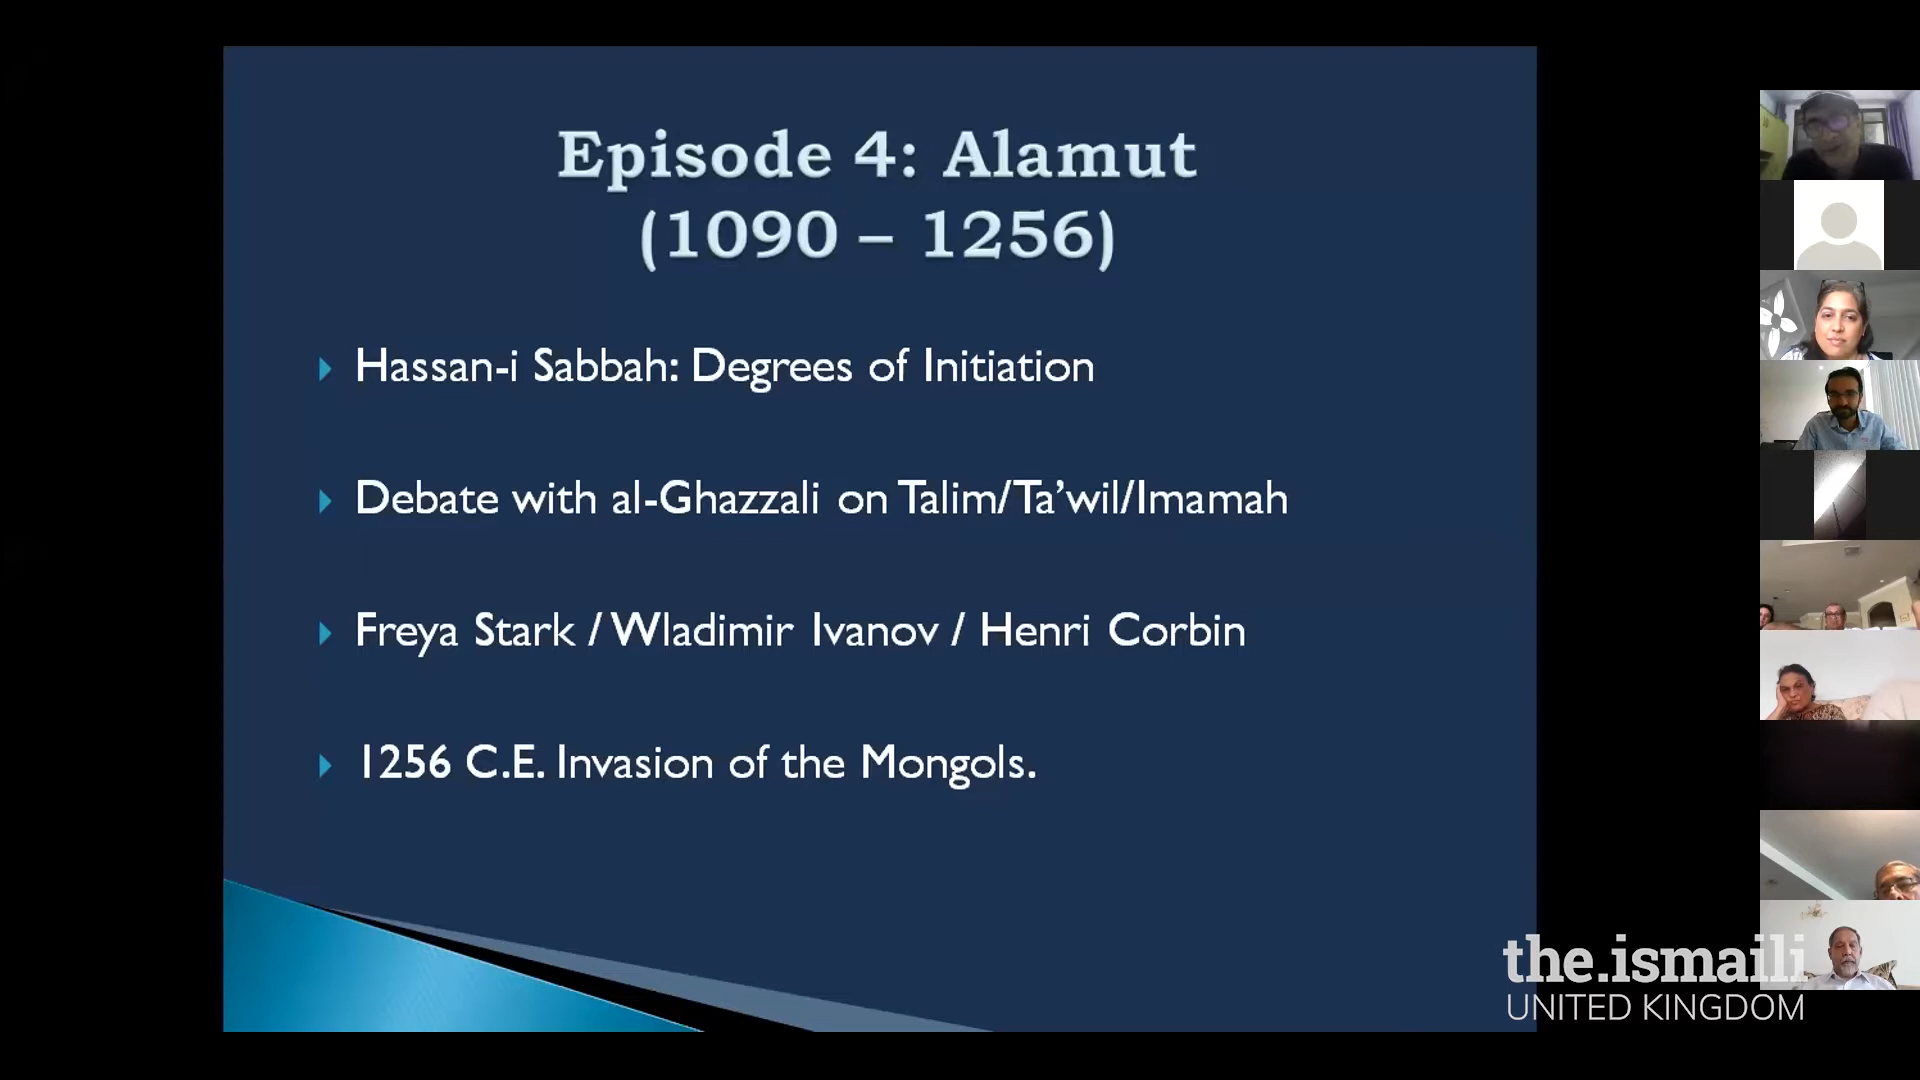 Episode 4: Alamut
(1090 – 1256)
Hassan-i Sabbah: Degrees of Initiation
Debate with al-Ghazzali on Talim/Ta’wil/Imamah
Freya Stark / Wladimir Ivanov / Henri Corbin
1256 C.E. Invasion of the Mongols.
the.ismaili
UNITED KINGDOM